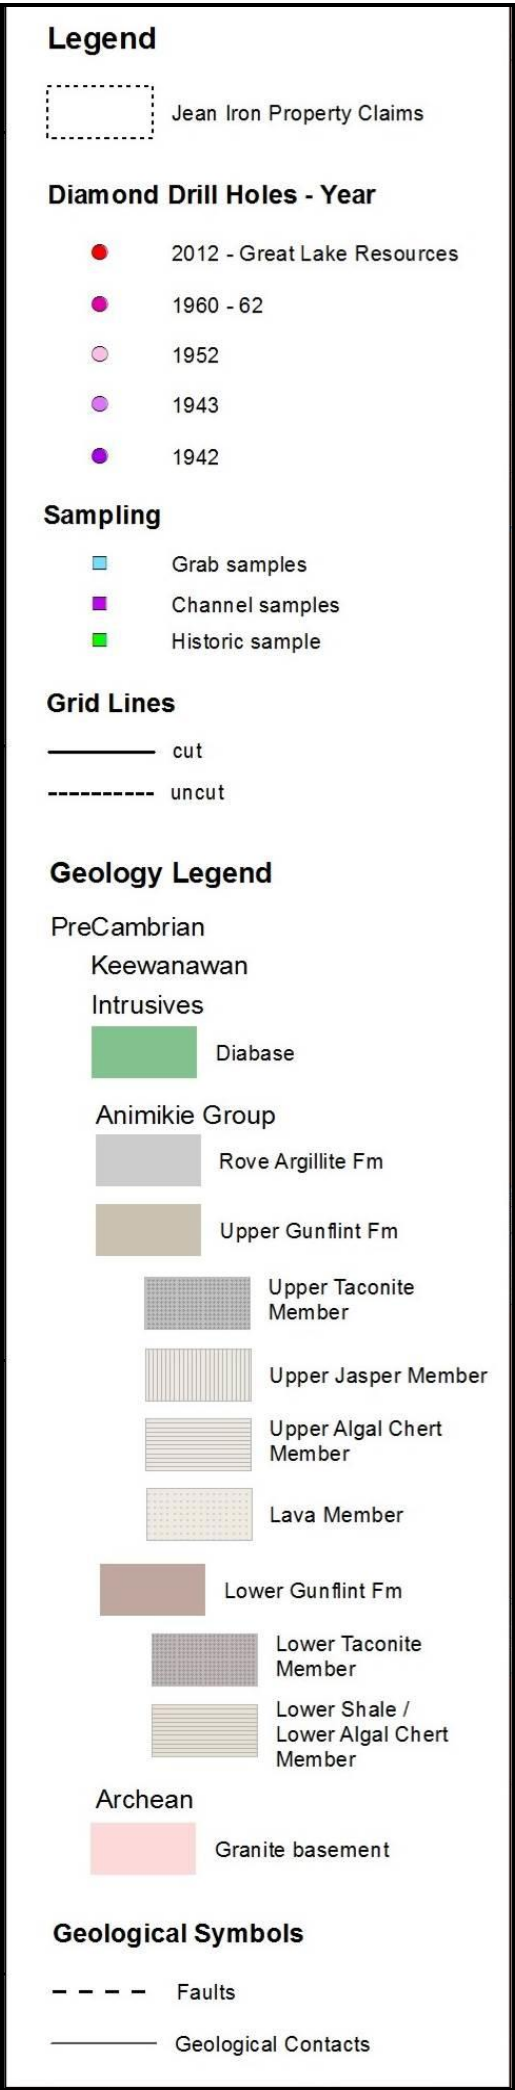 Legend
Jean Iron Property Claims
Diamond Drill Holes - Year
2012 - Great Lake Resources
1960 - 62
1952
1943
1942
Sampling
Grab samples
Channel samples
Historic sample
Grid Lines
cut
uncut
Geology Legend
PreCambrian
Keewanawan
Intrusives
Diabase
Animikie Group
Rove Argillite Fm
Upper Gunflint Fm
Upper Taconite
Member
Upper Jasper Member
Upper Algal Chert
Member
Lava Member
Lower Gunflint Fm
Lower Taconite
Member
Lower Shale /
Lower Algal Chert
Member
Archean
Granite basement
Geological Symbols
Faults
Geological Contacts